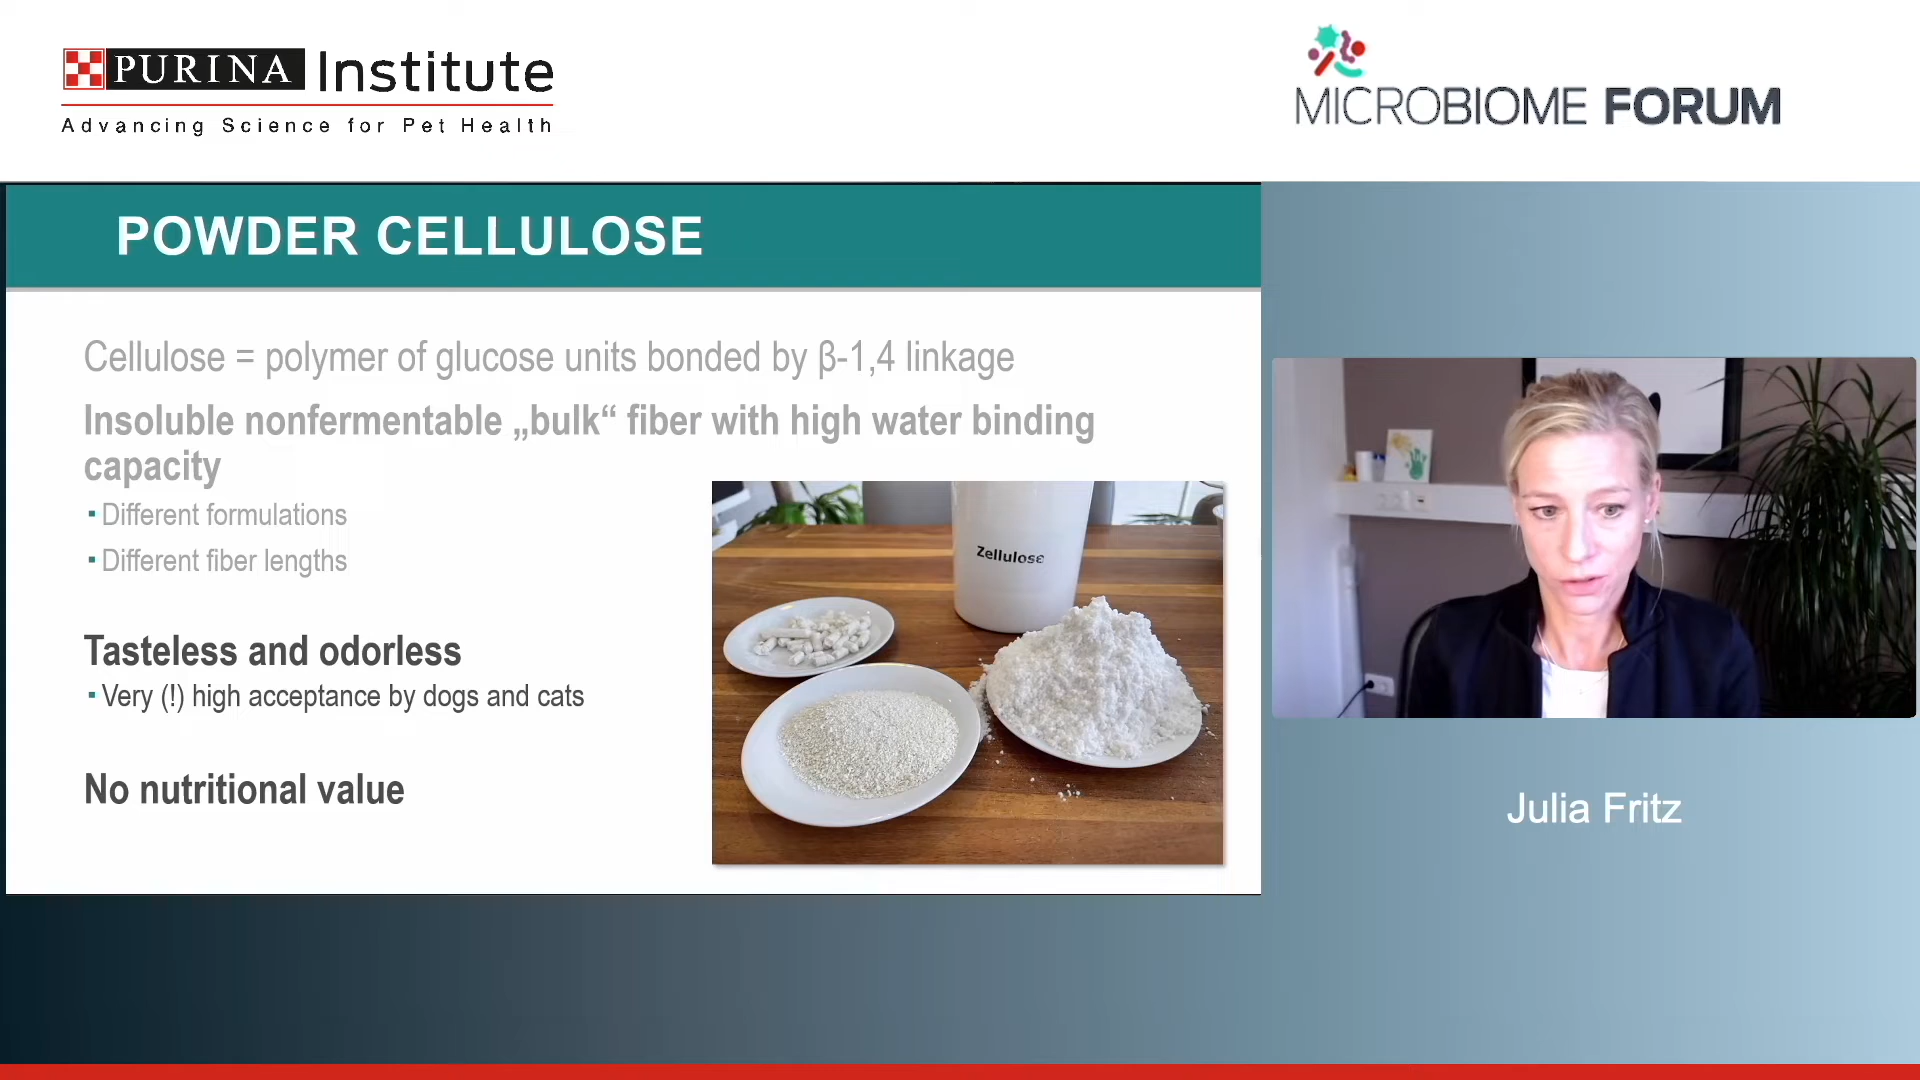 PURINA Institute
Advancing Science for Pet Health
MICROBIOME FORUM
POWDER CELLULOSE
Cellulose = polymer of glucose units bonded by β-1,4 linkage
Insoluble nonfermentable „bulk“ fiber with high water binding
capacity
▪ Different formulations
▪ Different fiber lengths
Tasteless and odorless
▪ Very (!) high acceptance by dogs and cats
No nutritional value
Zellulose
Julia Fritz